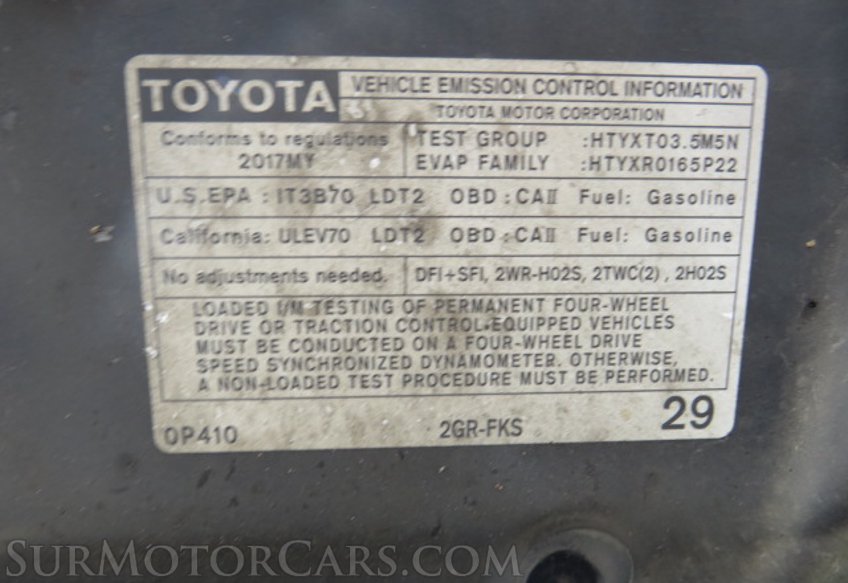 TOYOTA
VEHICLE EMISSION CONTROL INFORMATION
TOYOTA MOTOR CORPORATION
Conforms to regulations
2017MY
TEST GROUP :HTYXT03.5M5N
EVAP FAMILY :HTYXR0165P22
U.S.EPA : IT3B70 LDT2 OBD : CAII Fuel: Gasoline
California: ULEV70 LDT2 OBD : CAII Fuel: Gasoline
No adjustments needed.
DFI+SFI, 2WR-HO2S, 2TWC(2) , 2HO2S
LOADED I/M TESTING OF PERMANENT FOUR-WHEEL
DRIVE OR TRACTION CONTROL-EQUIPPED VEHICLES
MUST BE CONDUCTED ON A FOUR-WHEEL DRIVE
SPEED SYNCHRONIZED DYNAMOMETER. OTHERWISE,
A NON-LOADED TEST PROCEDURE MUST BE PERFORMED.
0P410 2GR-FKS 29
SurMotorCars.com